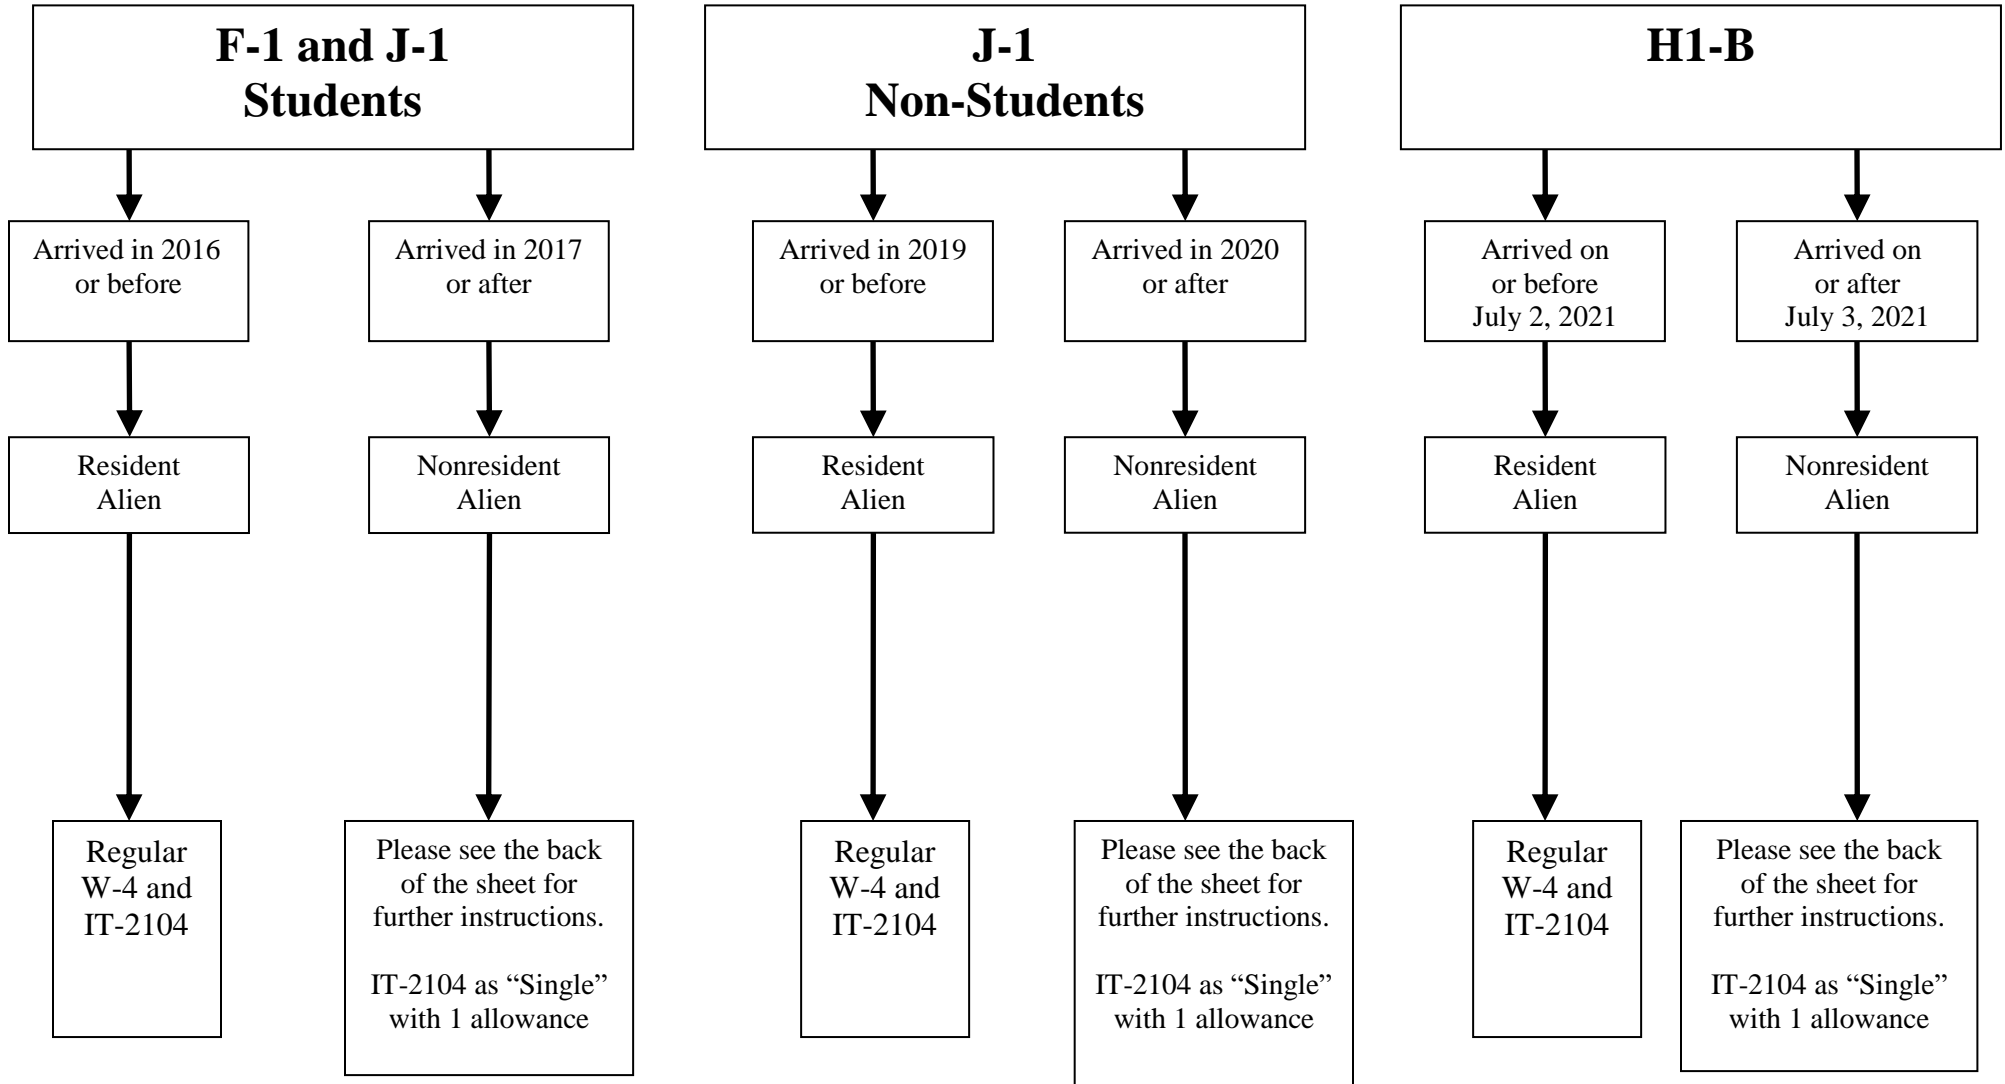 F-1 and J-1
Students
J-1
Non-Students
H1-B
Arrived in 2016
or before
Arrived in 2017
or after
Arrived in 2019
or before
Arrived in 2020
or after
Arrived on
or before
July 2, 2021
Arrived on
or after
July 3, 2021
Resident
Alien
Nonresident
Alien
Resident
Alien
Nonresident
Alien
Resident
Alien
Nonresident
Alien
Regular
W-4 and
IT-2104
Please see the back
of the sheet for
further instructions.
IT-2104 as “Single”
with 1 allowance
Regular
W-4 and
IT-2104
Please see the back
of the sheet for
further instructions.
IT-2104 as “Single”
with 1 allowance
Regular
W-4 and
IT-2104
Please see the back
of the sheet for
further instructions.
IT-2104 as “Single”
with 1 allowance